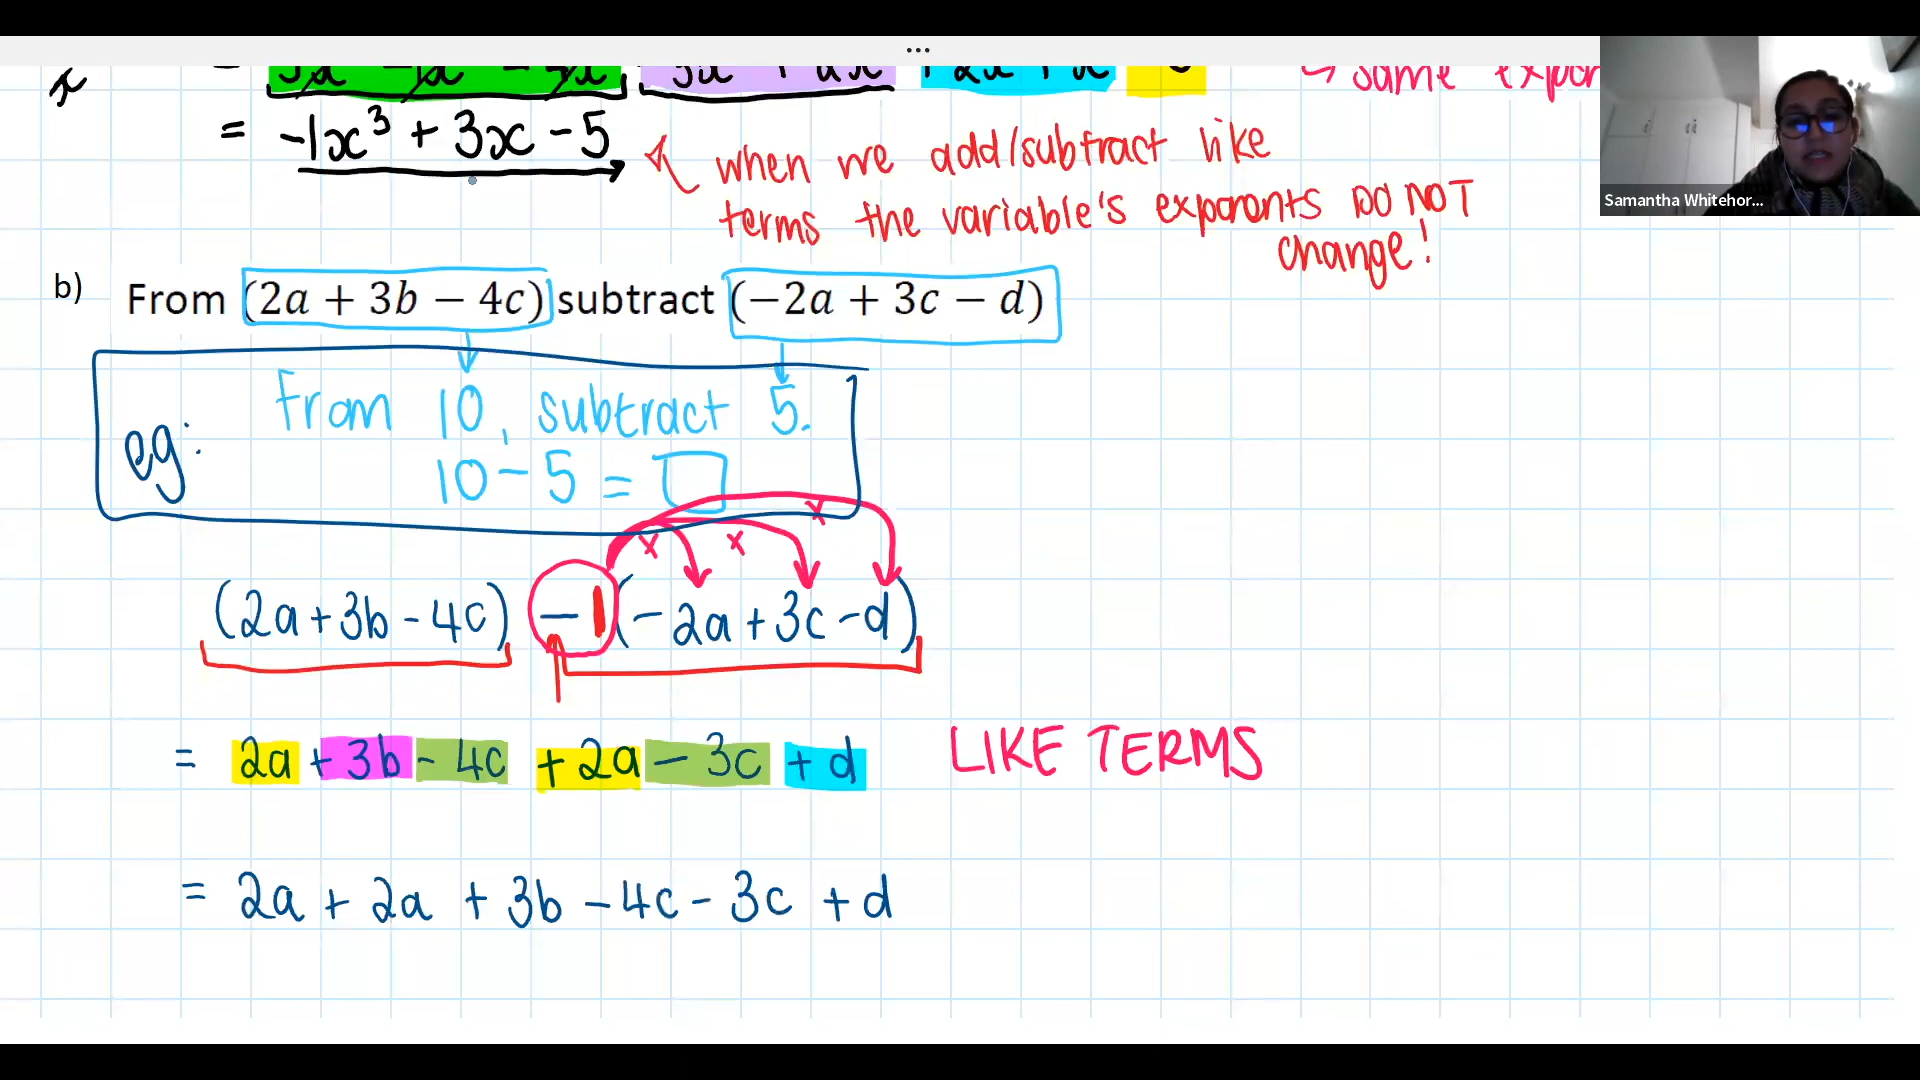 x
same
= -1x³ + 3x - 5
when we add/subtract like
terms the variable's exponents DO NOT
change!
Samantha Whitehor...
b) From (2a + 3b − 4c) subtract (−2a + 3c − d)
eg: From 10, subtract 5.
10 - 5 = □
x x x
(2a+3b-4c) -1(-2a+3c-d)
= 2a + 3b - 4c + 2a - 3c + d LIKE TERMS
= 2a + 2a + 3b - 4c - 3c + d